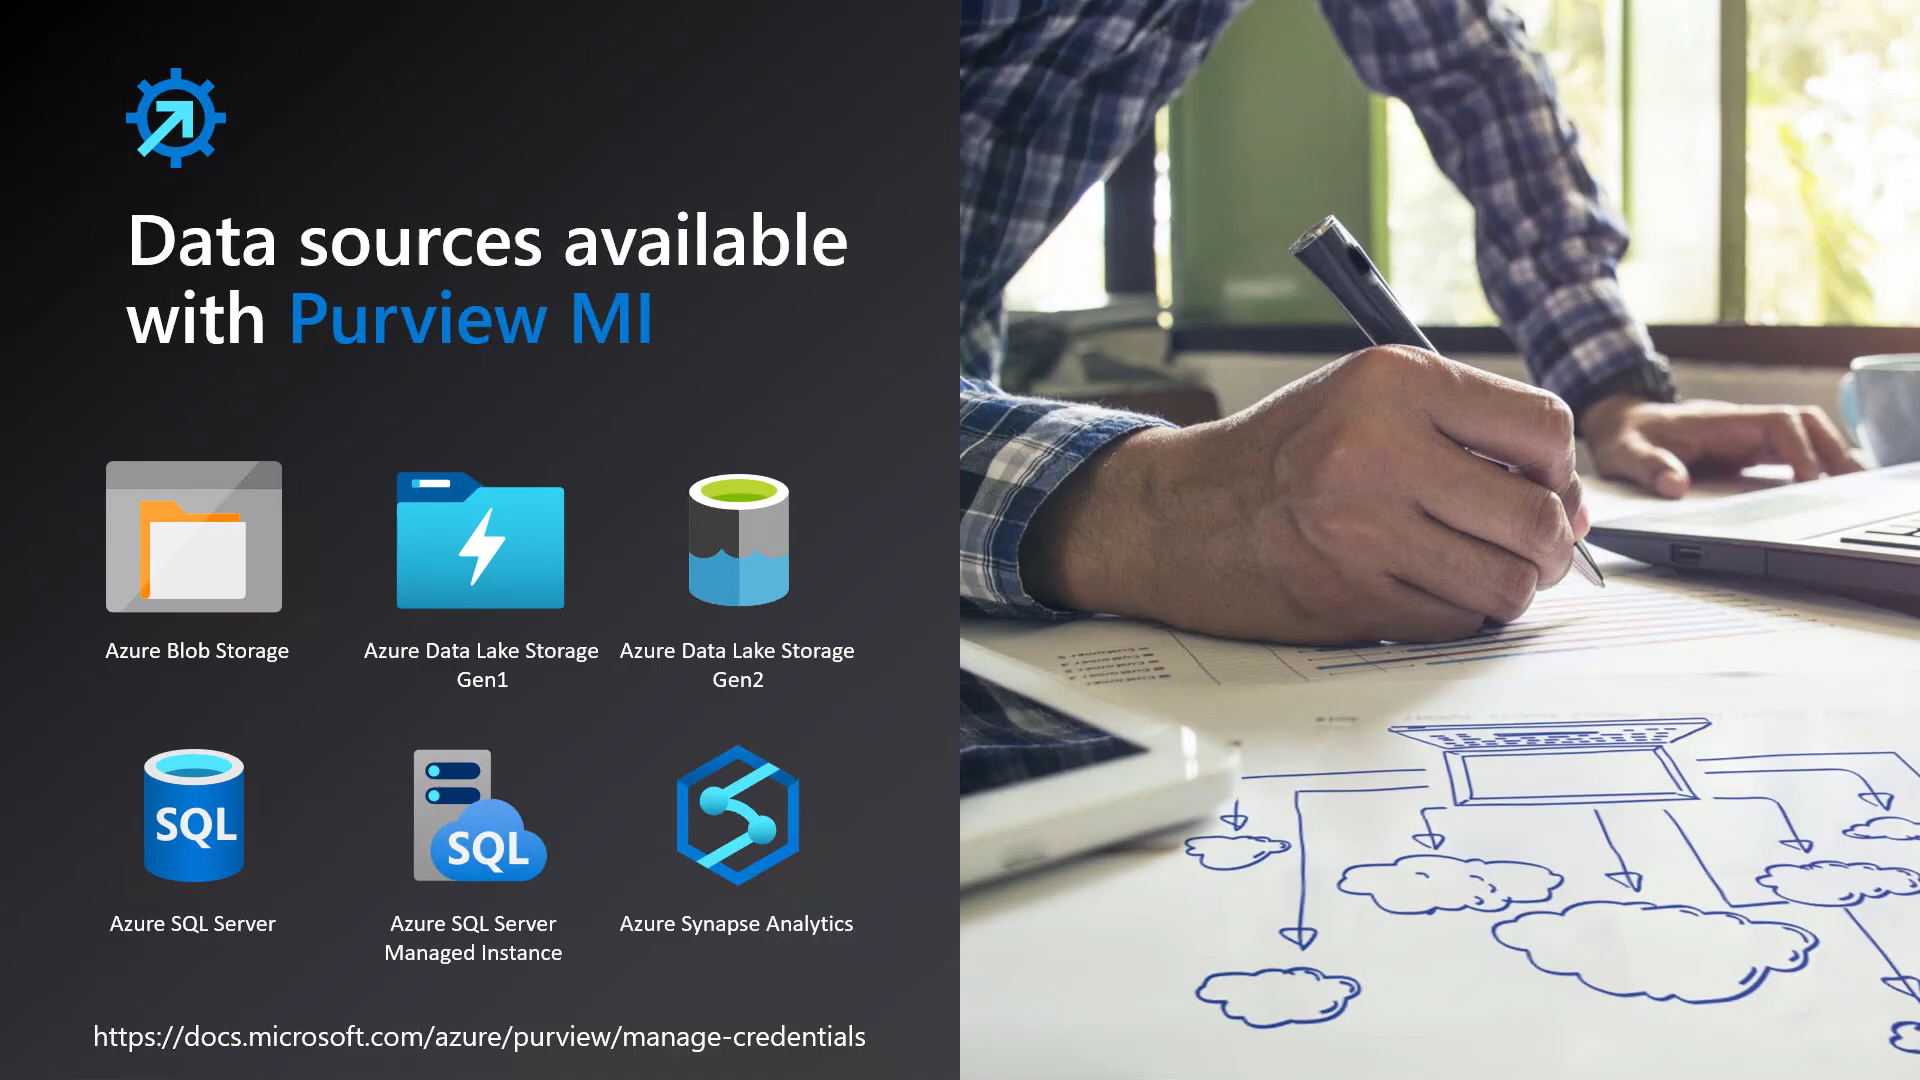 Data sources available
with Purview MI
Azure Blob Storage
Azure Data Lake Storage
Gen1
Azure Data Lake Storage
Gen2
SQL
SQL
Azure SQL Server
Azure SQL Server
Managed Instance
Azure Synapse Analytics
https://docs.microsoft.com/azure/purview/manage-credentials